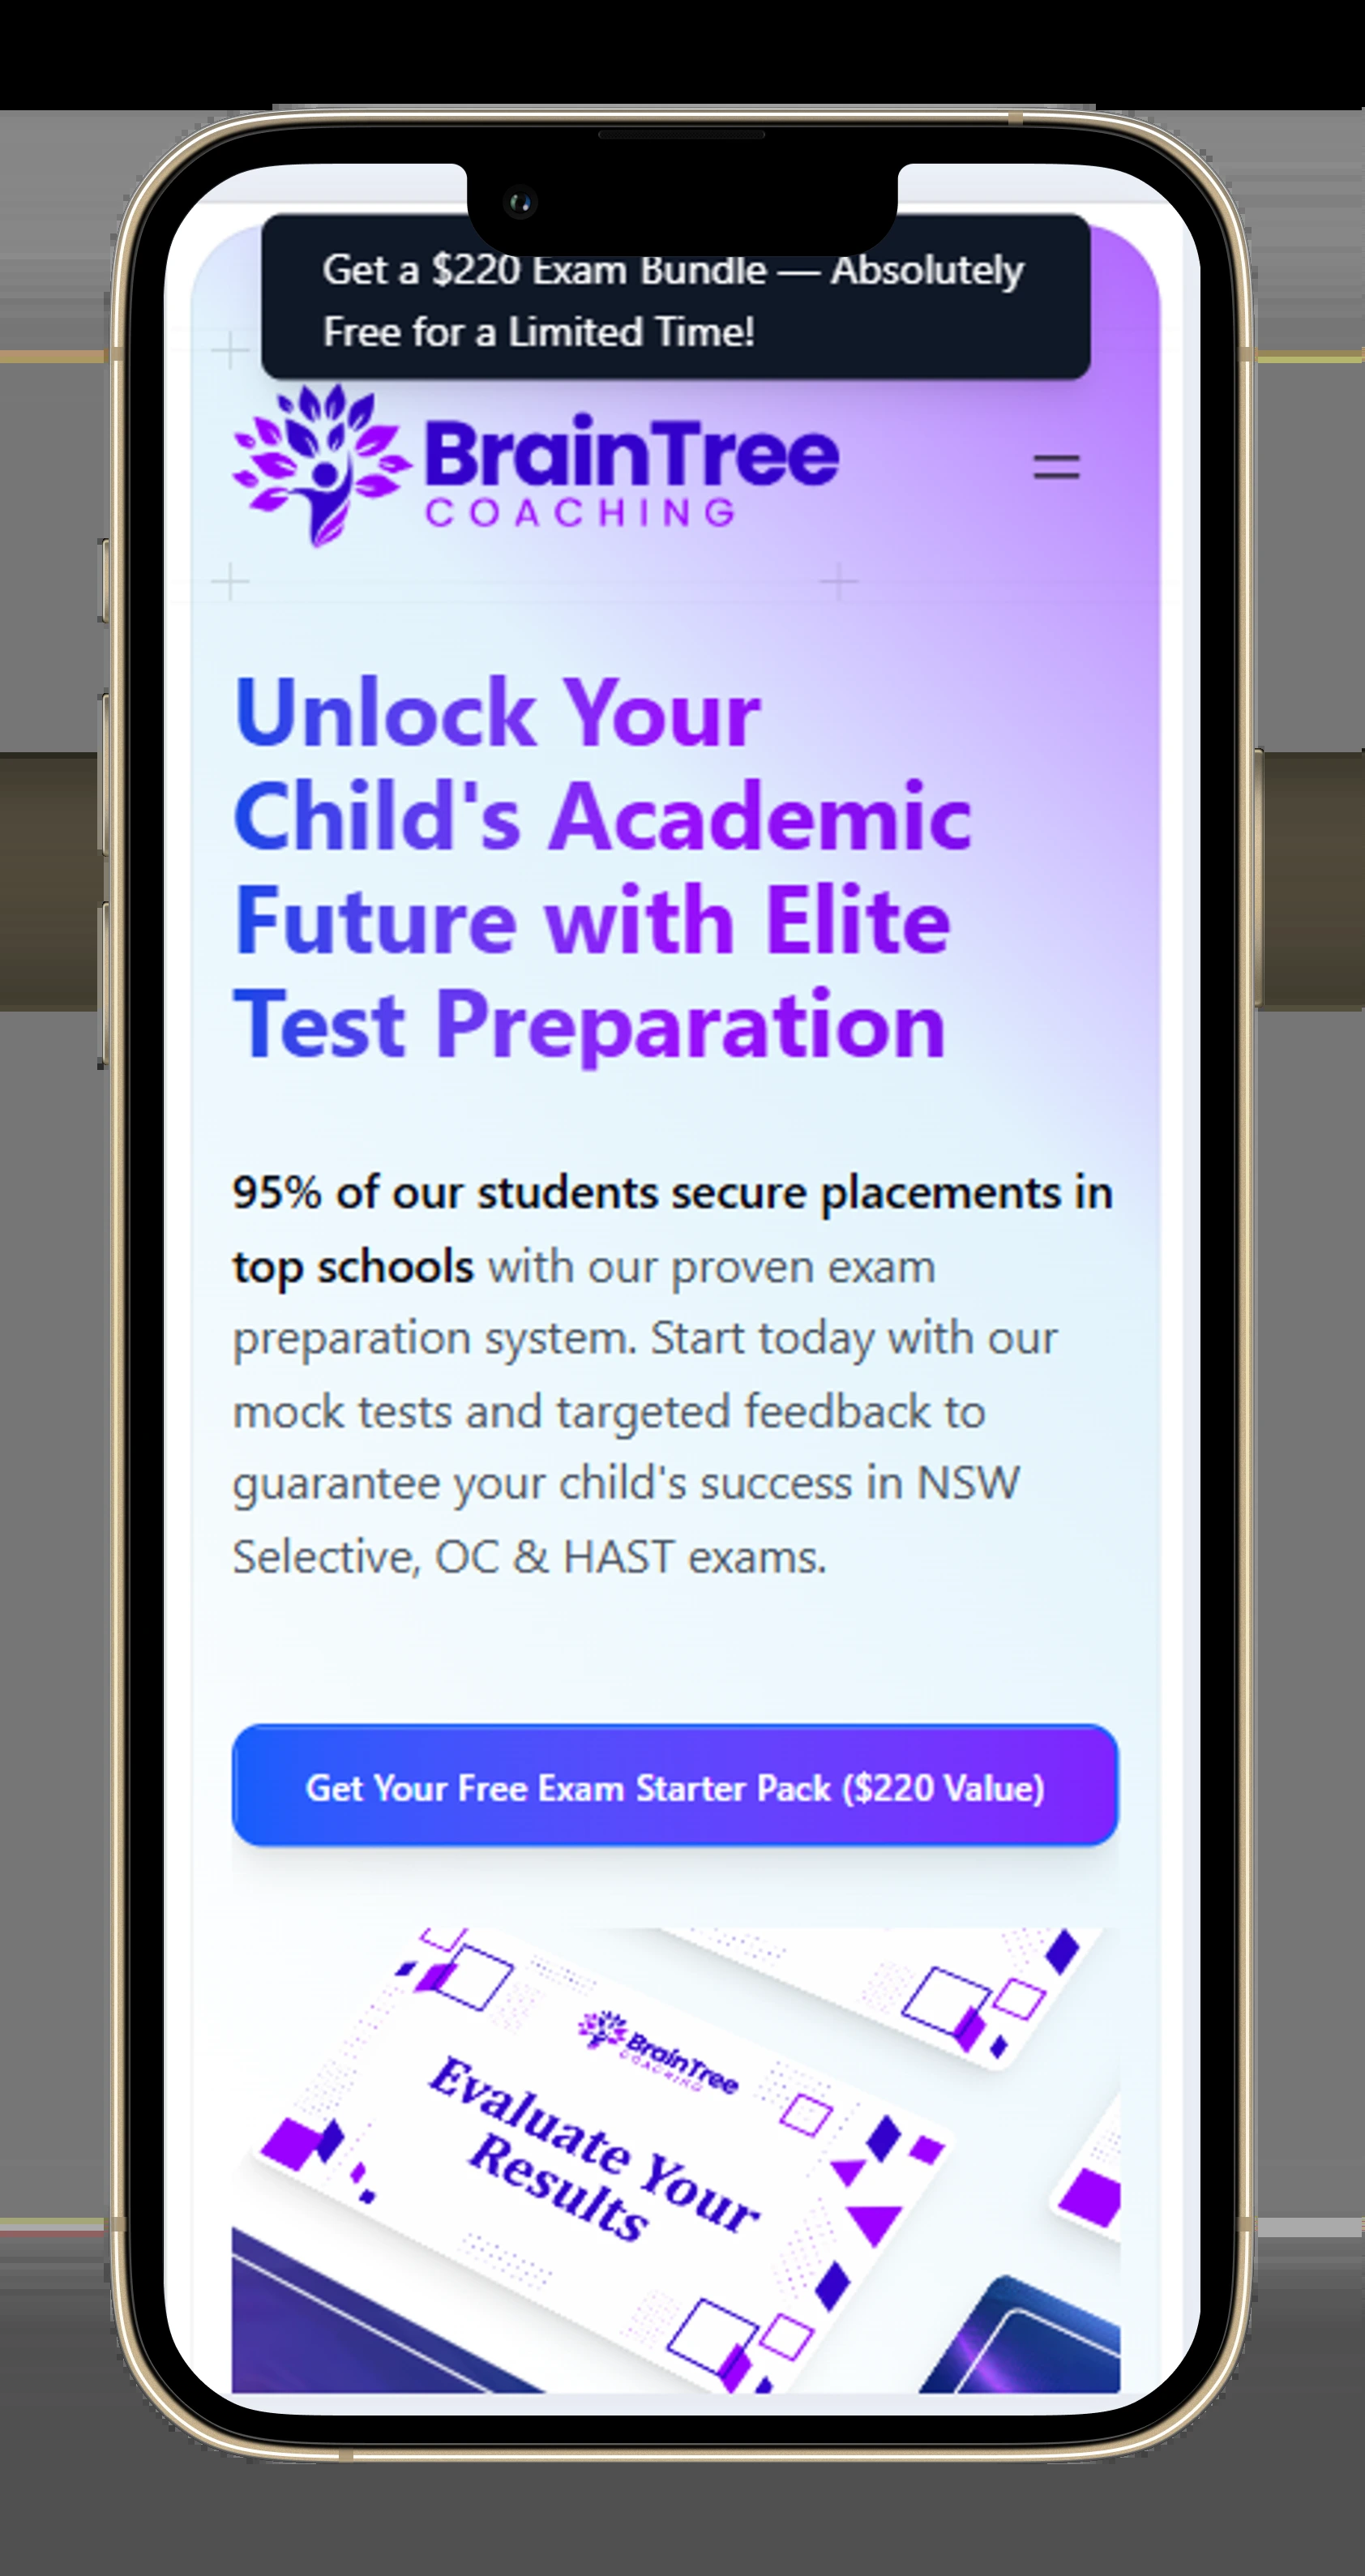 Get a $220 Exam Bundle — Absolutely
Free for a Limited Time!
BrainTree
COACHING
Unlock Your
Child's Academic
Future with Elite
Test Preparation
95% of our students secure placements in
top schools with our proven exam
preparation system. Start today with our
mock tests and targeted feedback to
guarantee your child's success in NSW
Selective, OC & HAST exams.
Get Your Free Exam Starter Pack ($220 Value)
BrainTree
COACHING
Evaluate Your
Results